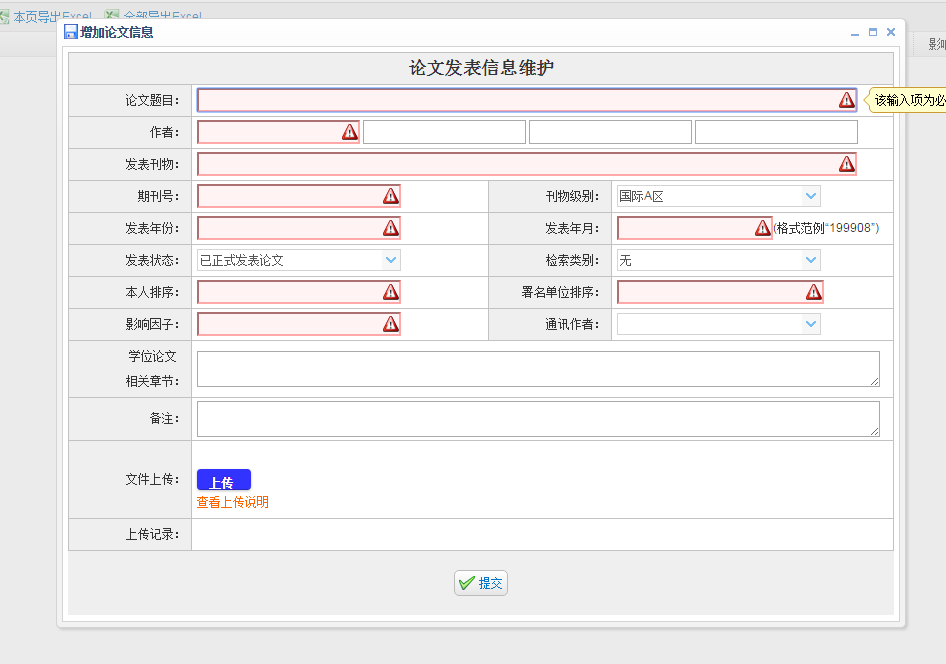 本页导出Excel 全部导出Excel
增加论文信息
影响
论文发表信息维护
论文题目：
该输入项为必
作者：
发表刊物：
期刊号： 刊物级别： 国际A区
发表年份： 发表年月： (格式范例“199908”)
发表状态： 已正式发表论文 检索类别： 无
本人排序： 署名单位排序：
影响因子： 通讯作者：
学位论文
相关章节：
备注：
文件上传： 上传
查看上传说明
上传记录：
提交